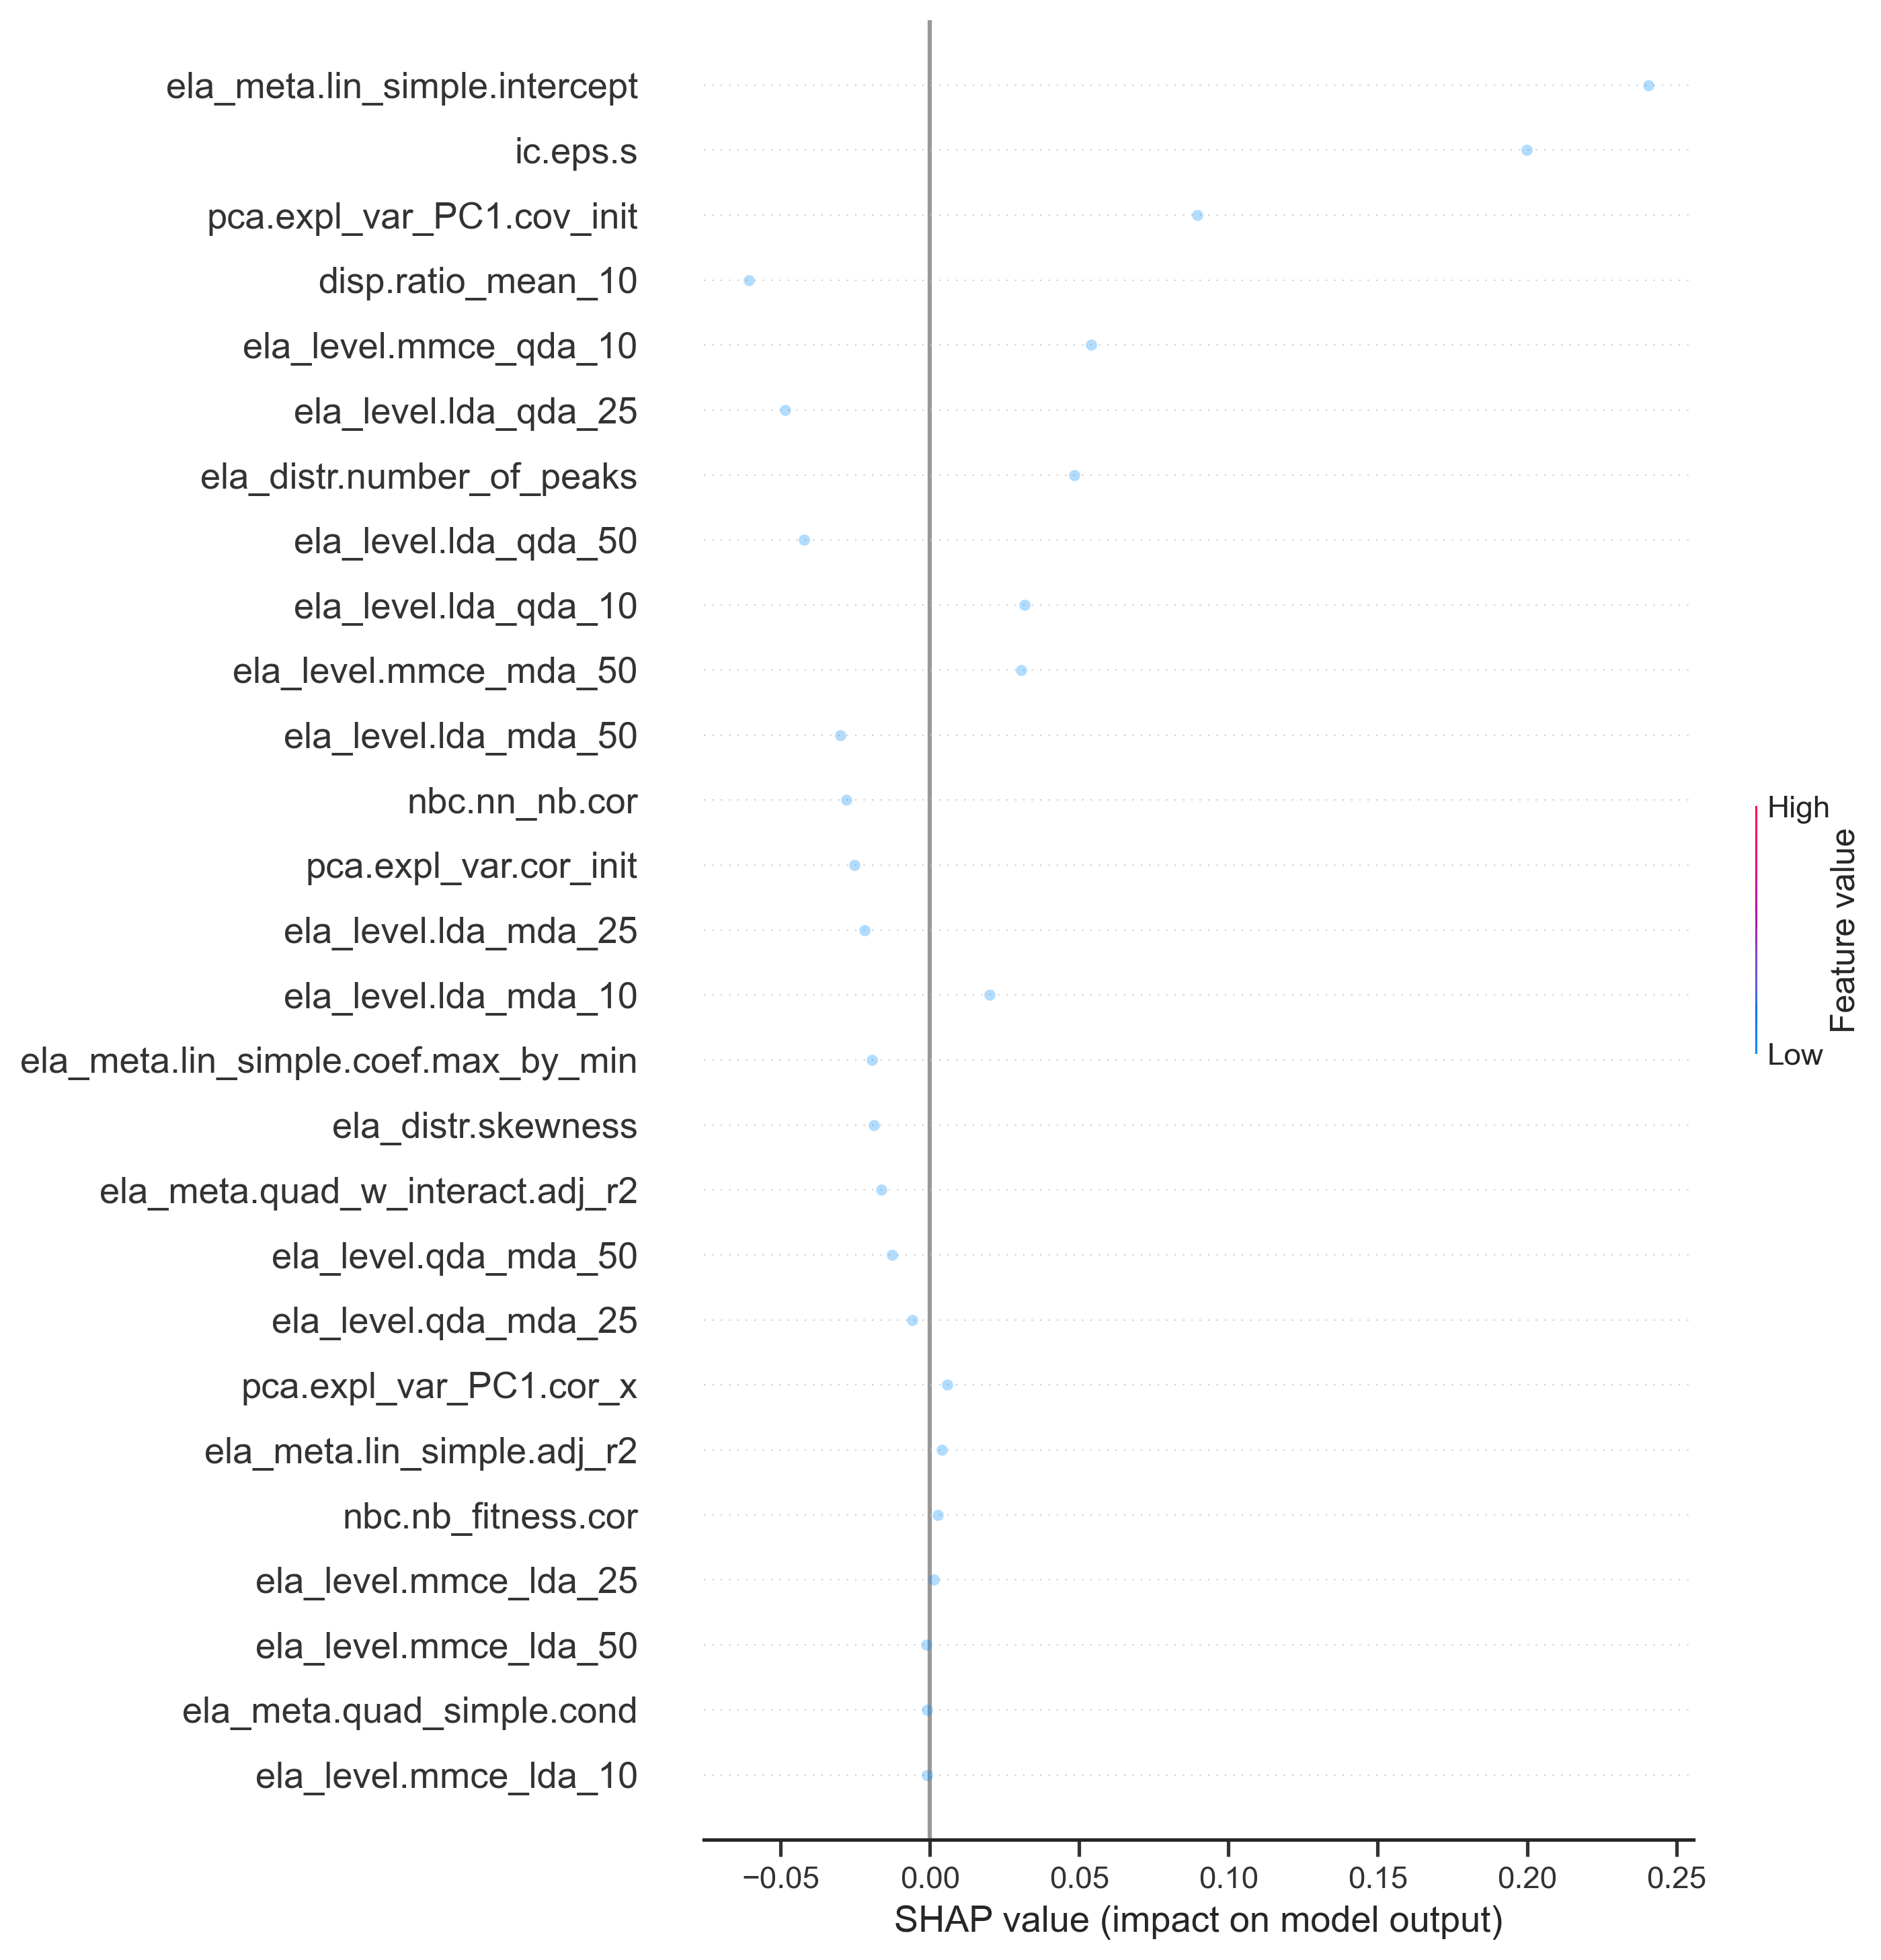 ela_meta.lin_simple.intercept
ic.eps.s
pca.expl_var_PC1.cov_init
disp.ratio_mean_10
ela_level.mmce_qda_10
ela_level.lda_qda_25
ela_distr.number_of_peaks
ela_level.lda_qda_50
ela_level.lda_qda_10
ela_level.mmce_mda_50
ela_level.lda_mda_50
nbc.nn_nb.cor
pca.expl_var.cor_init
ela_level.lda_mda_25
ela_level.lda_mda_10
ela_meta.lin_simple.coef.max_by_min
ela_distr.skewness
ela_meta.quad_w_interact.adj_r2
ela_level.qda_mda_50
ela_level.qda_mda_25
pca.expl_var_PC1.cor_x
ela_meta.lin_simple.adj_r2
nbc.nb_fitness.cor
ela_level.mmce_lda_25
ela_level.mmce_lda_50
ela_meta.quad_simple.cond
ela_level.mmce_lda_10
−0.05 0.00 0.05 0.10 0.15 0.20 0.25
SHAP value (impact on model output)
High
Feature value
Low